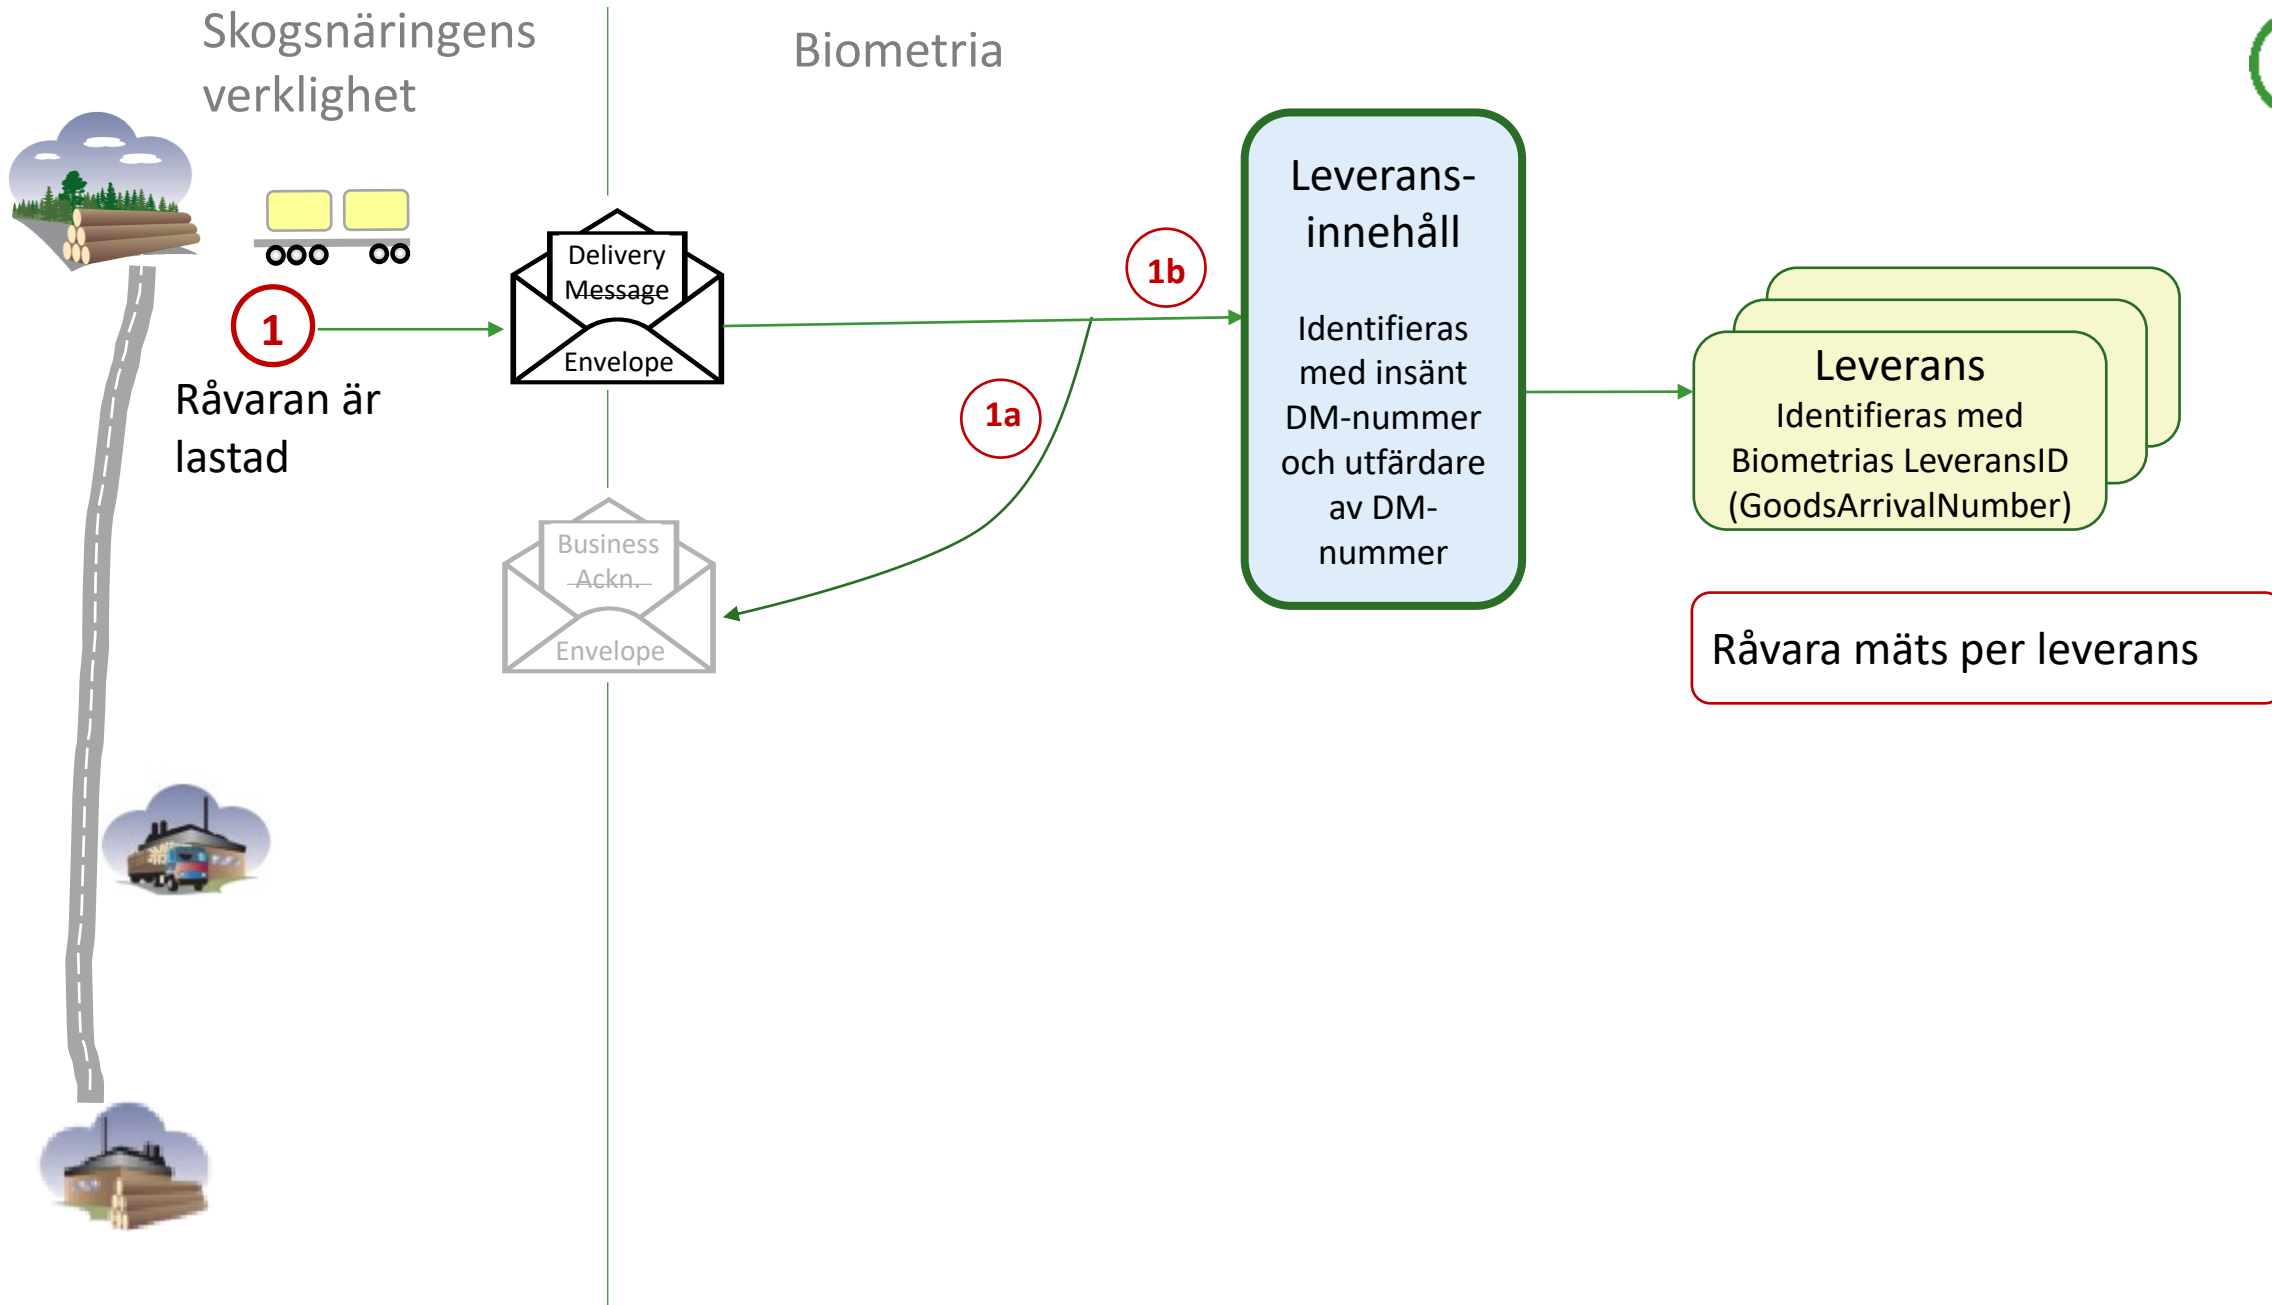 Skogsnäringens
verklighet
Biometria
1
Råvaran är
lastad
Delivery
Message
Envelope
1b
1a
Business
Ackn.
Envelope
Leverans-
innehåll
Identifieras
med insänt
DM-nummer
och utfärdare
av DM-
nummer
Leverans
Identifieras med
Biometrias LeveransID
(GoodsArrivalNumber)
Råvara mäts per leverans